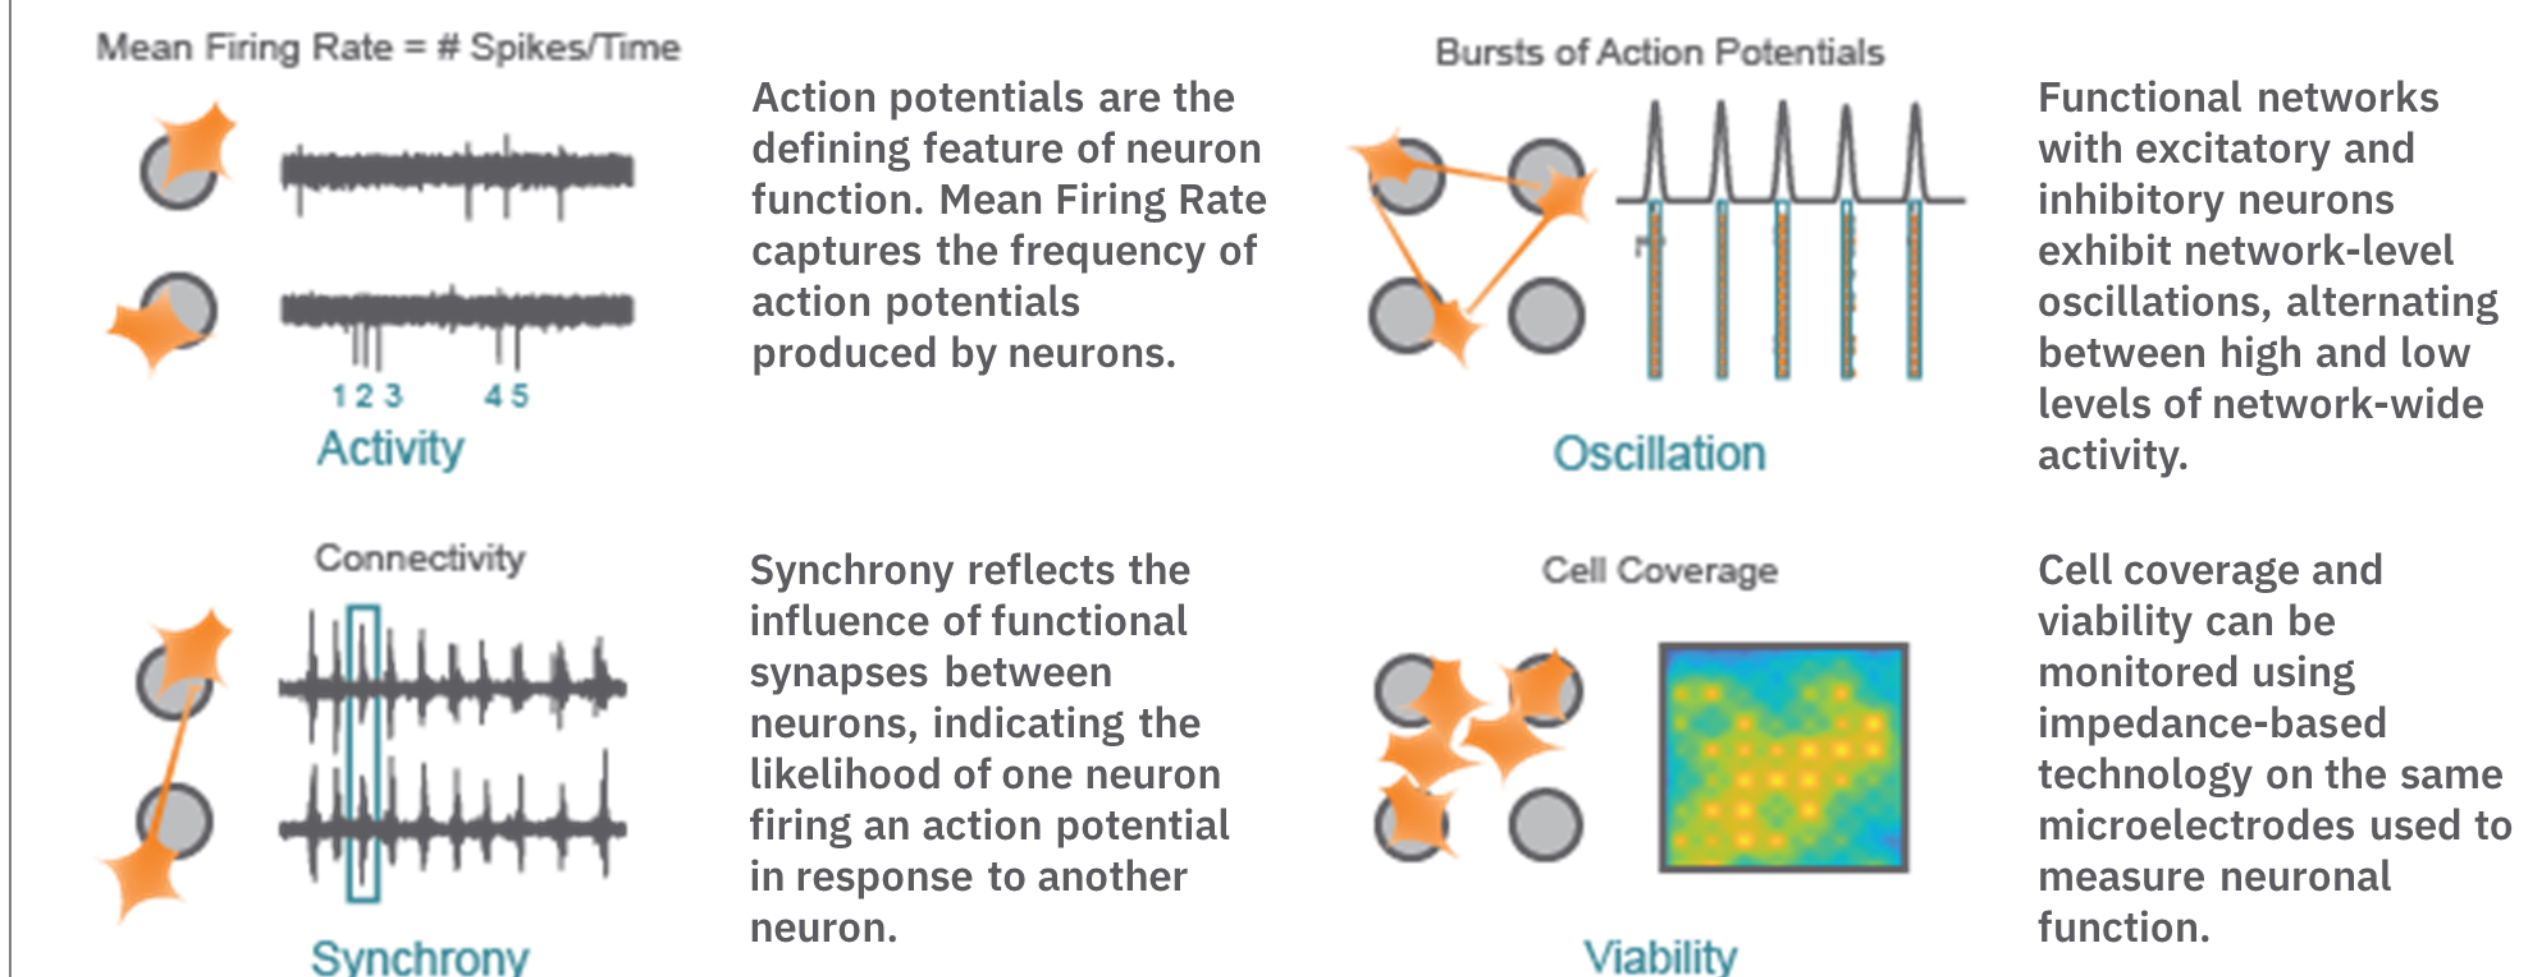 Mean Firing Rate = # Spikes/Time
1 2 3 4 5
Activity
Action potentials are the
defining feature of neuron
function. Mean Firing Rate
captures the frequency of
action potentials
produced by neurons.
Bursts of Action Potentials
Oscillation
Functional networks
with excitatory and
inhibitory neurons
exhibit network-level
oscillations, alternating
between high and low
levels of network-wide
activity.
Connectivity
Synchrony
Synchrony reflects the
influence of functional
synapses between
neurons, indicating the
likelihood of one neuron
firing an action potential
in response to another
neuron.
Cell Coverage
Viability
Cell coverage and
viability can be
monitored using
impedance-based
technology on the same
microelectrodes used to
measure neuronal
function.